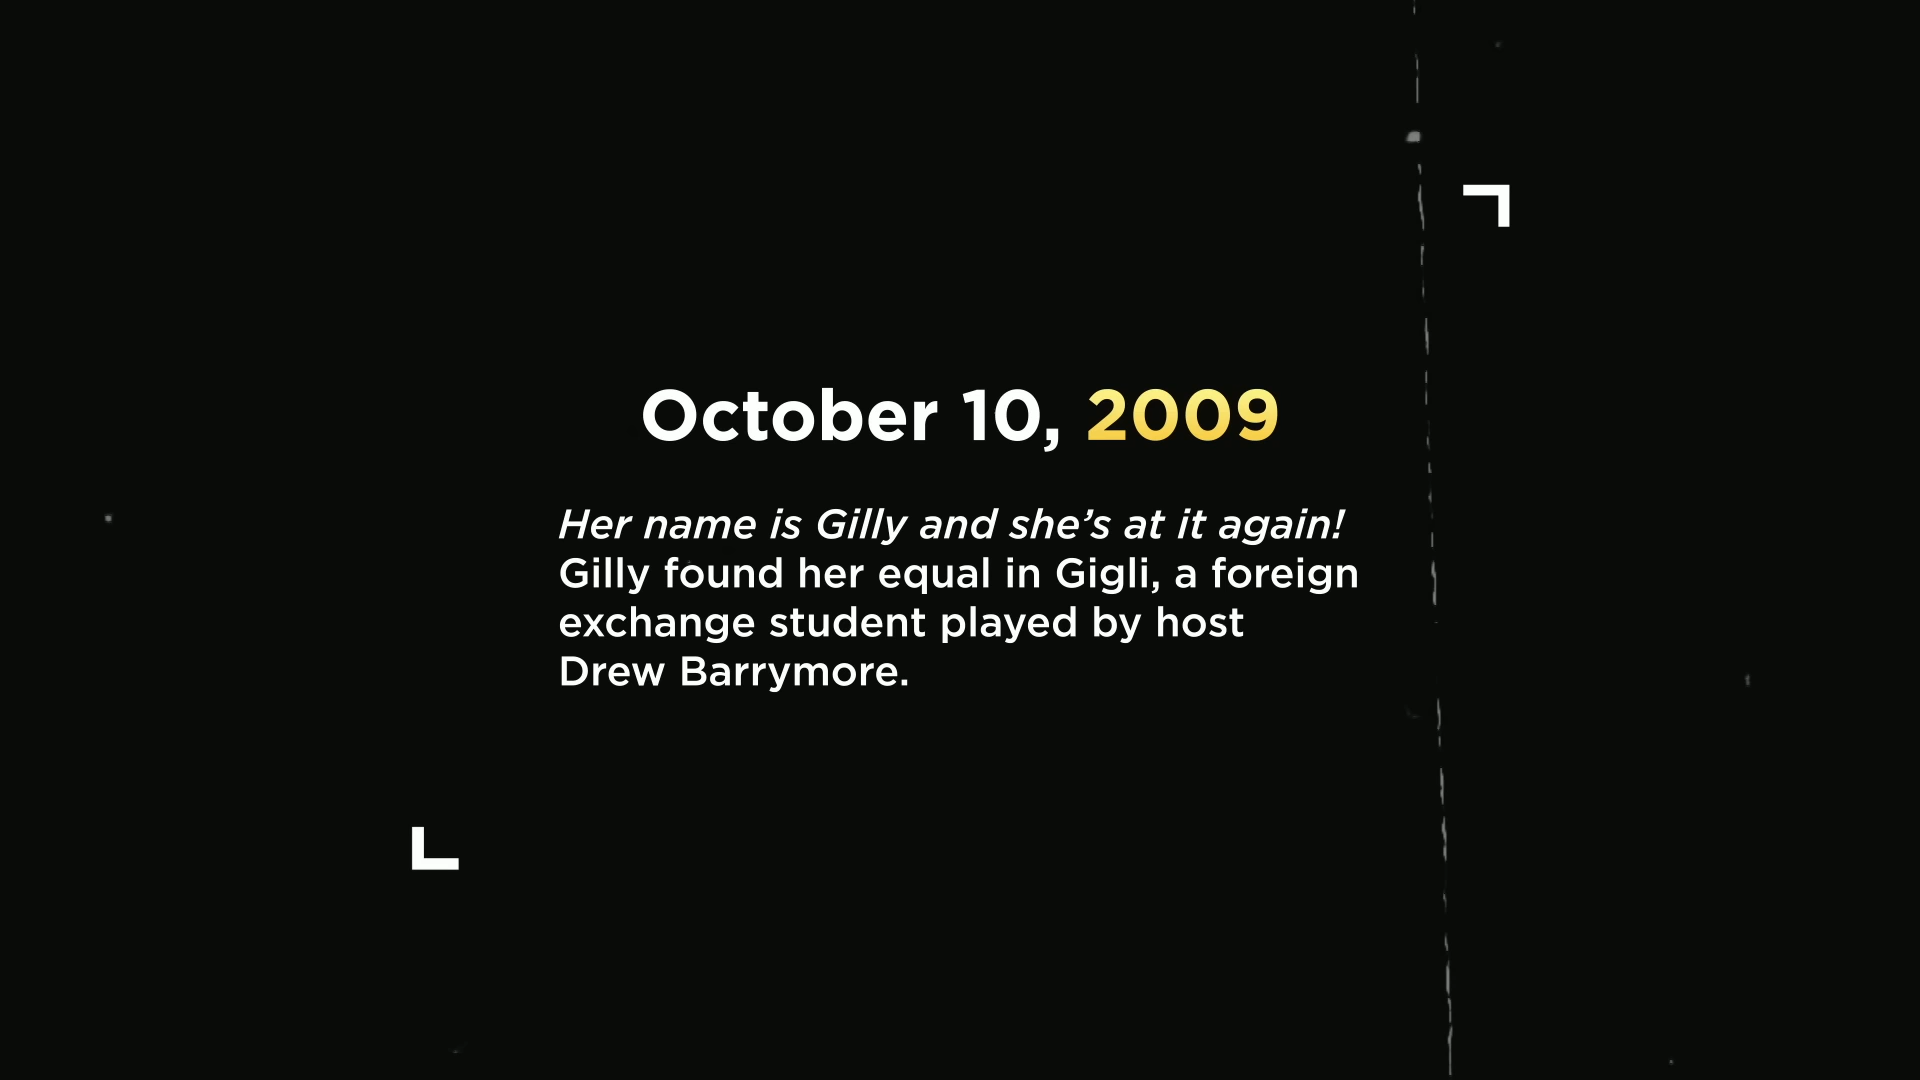 October 10, 2009
Her name is Gilly and she’s at it again!
Gilly found her equal in Gigli, a foreign
exchange student played by host
Drew Barrymore.